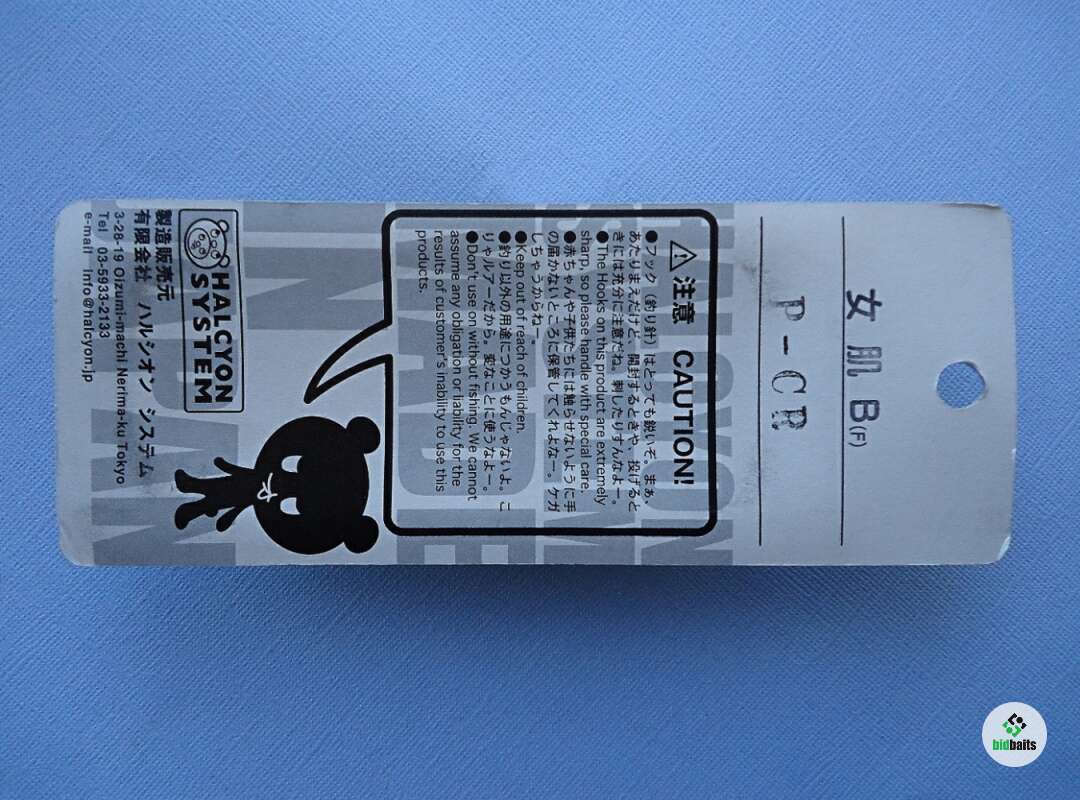 女 肌 B(F)
P-CR
注意 CAUTION!
●フック（釣り針）はとっても鋭いぞ。まぁ、
あたりまえだけど、開封するときや、投げると
きには充分に注意だね。刺したりすんなよー。
●The Hooks on this product are extremely
sharp, so please handle with special care.
●赤ちゃんや子供たちには触らせないように手
の届かないところに保管してくれよなー。ケガ
しちゃうからねー。
●Keep out of reach of children.
●釣り以外の用途につかうもんじゃないよ。こ
りゃルアーだから。変なことに使うなよー。
●Don't use on without fishing. We cannot
assume any obligation or liability for the
results of customer's inability to use this
products.
HALCYON
SYSTEM
製造販売元
有限会社 ハルシオン システム
3-28-19 Oizumi-machi Nerima-ku Tokyo
Tel 03-5933-2133
e-mail info@halcyon.jp
HALCYON
SYSTEM
MADE
IN
JAPAN
bidbaits